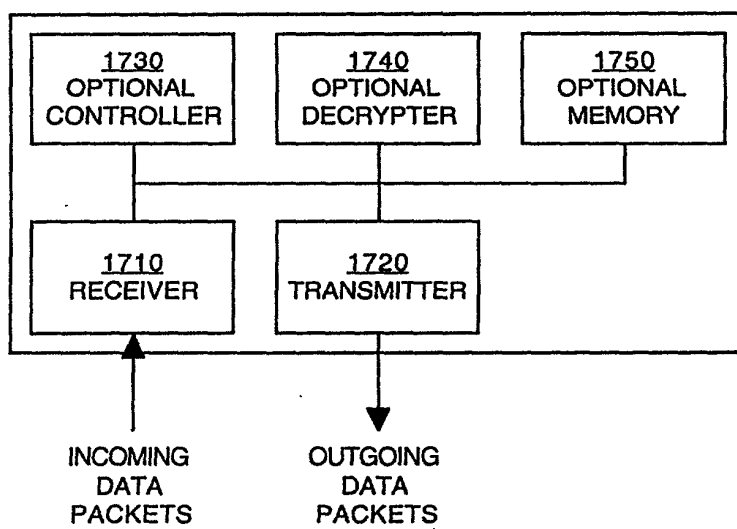 1730
OPTIONAL
CONTROLLER
1740
OPTIONAL
DECRYPTER
1750
OPTIONAL
MEMORY
1710
RECEIVER
1720
TRANSMITTER
INCOMING
DATA
PACKETS
OUTGOING
DATA
PACKETS